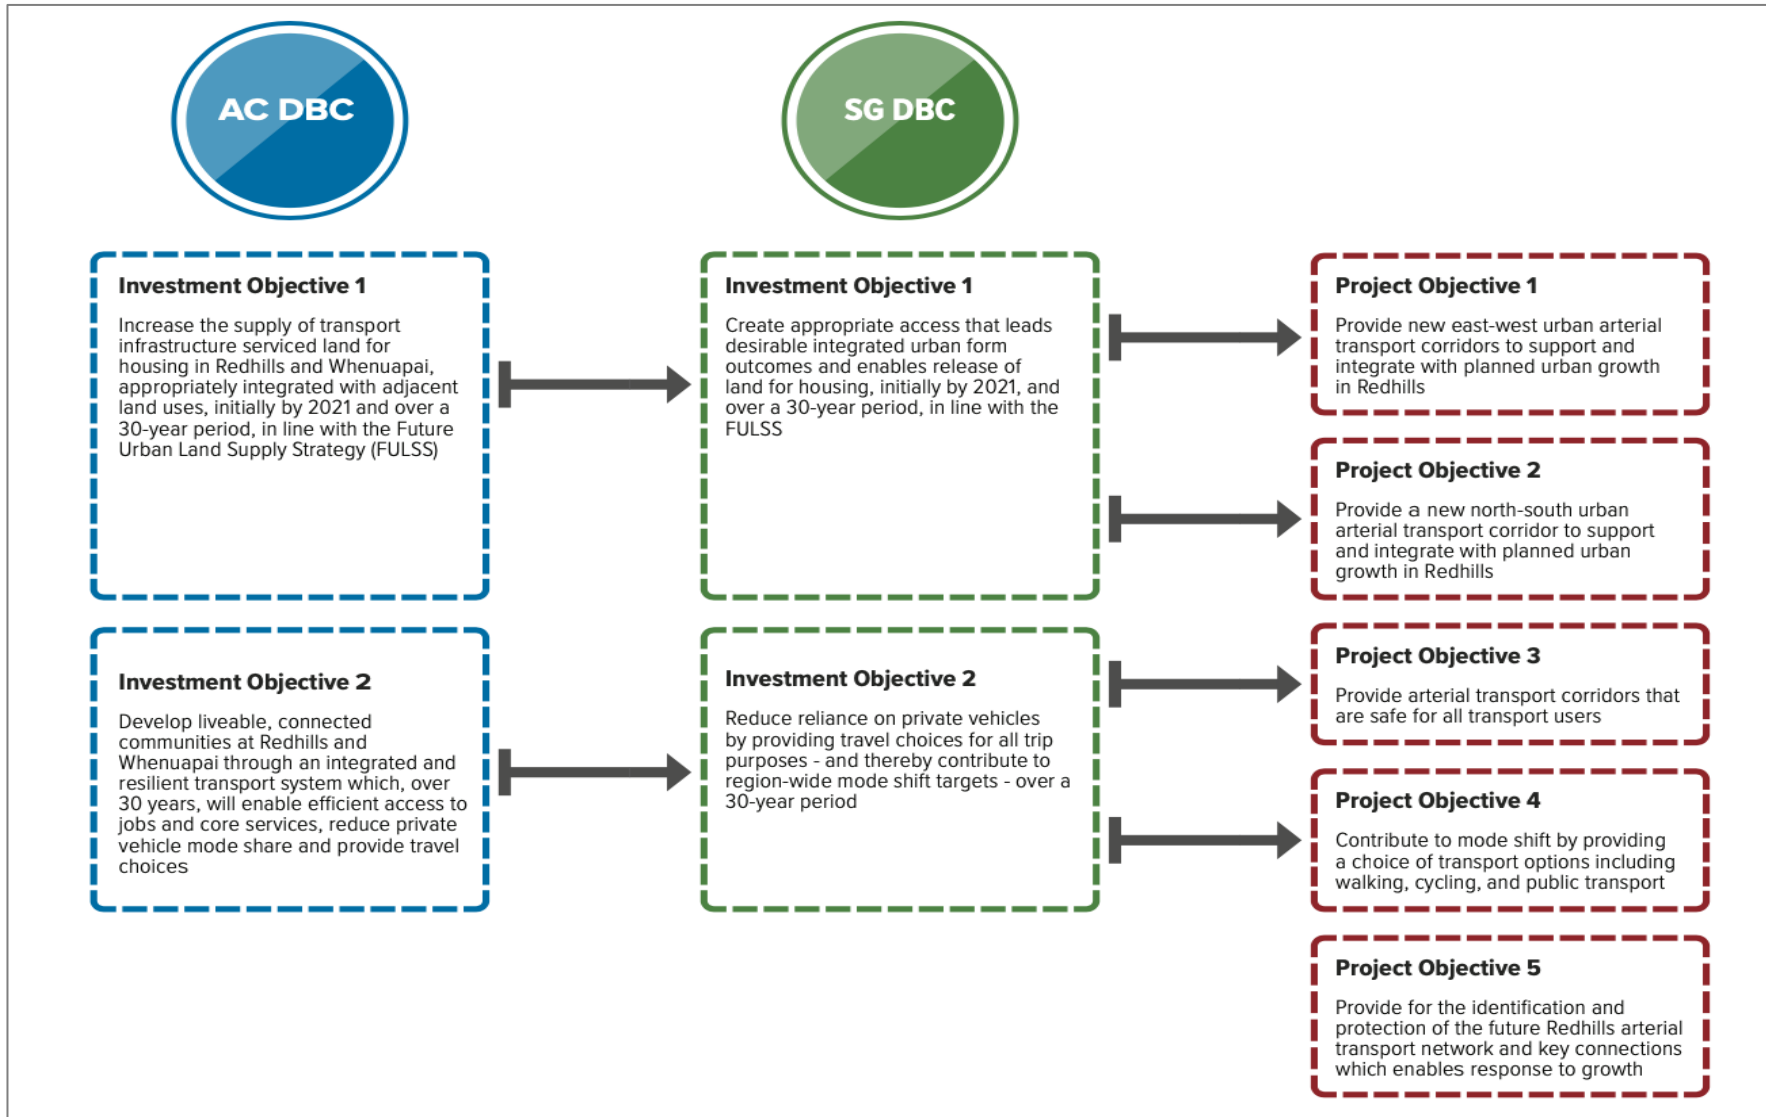 AC DBC
SG DBC
Investment Objective 1
Increase the supply of transport
infrastructure serviced land for
housing in Redhills and Whenuapai,
appropriately integrated with adjacent
land uses, initially by 2021 and over a
30-year period, in line with the Future
Urban Land Supply Strategy (FULSS)
Investment Objective 1
Create appropriate access that leads
desirable integrated urban form
outcomes and enables release of
land for housing, initially by 2021, and
over a 30-year period, in line with the
FULSS
Project Objective 1
Provide new east-west urban arterial
transport corridors to support and
integrate with planned urban growth
in Redhills
Project Objective 2
Provide a new north-south urban
arterial transport corridor to support
and integrate with planned urban
growth in Redhills
Investment Objective 2
Develop liveable, connected
communities at Redhills and
Whenuapai through an integrated and
resilient transport system which, over
30 years, will enable efficient access to
jobs and core services, reduce private
vehicle mode share and provide travel
choices
Investment Objective 2
Reduce reliance on private vehicles
by providing travel choices for all trip
purposes - and thereby contribute to
region-wide mode shift targets - over a
30-year period
Project Objective 3
Provide arterial transport corridors that
are safe for all transport users
Project Objective 4
Contribute to mode shift by providing
a choice of transport options including
walking, cycling, and public transport
Project Objective 5
Provide for the identification and
protection of the future Redhills arterial
transport network and key connections
which enables response to growth